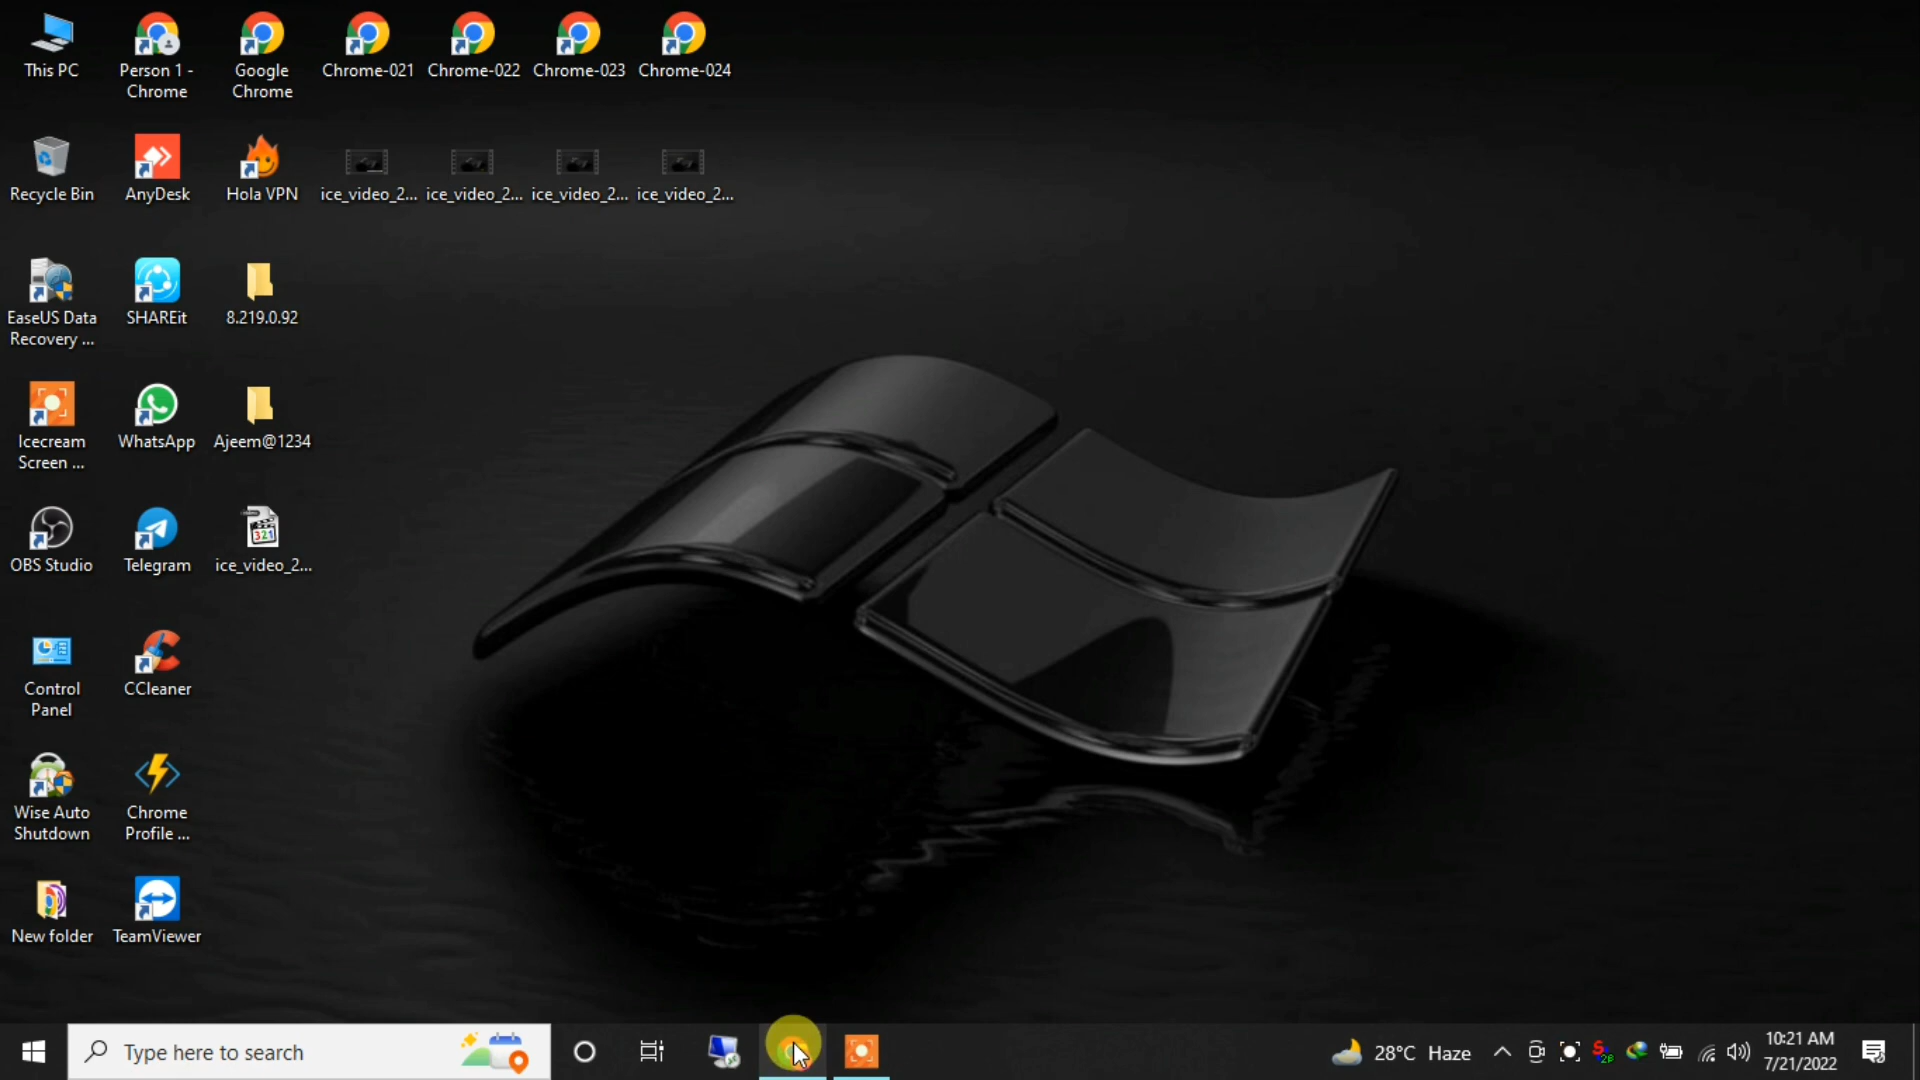 This PC
Person 1 -
Chrome
Google
Chrome
Chrome-021
Chrome-022
Chrome-023
Chrome-024
Recycle Bin
AnyDesk
Hola VPN
ice_video_2...
ice_video_2...
ice_video_2...
ice_video_2...
EaseUS Data
Recovery ...
SHAREit
8.219.0.92
Icecream
Screen ...
WhatsApp
Ajeem@1234
OBS Studio
Telegram
321
ice_video_2...
Control
Panel
CCleaner
Wise Auto
Shutdown
Chrome
Profile ...
New folder
TeamViewer
Type here to search
28°C Haze
S
28
10:21 AM
7/21/2022